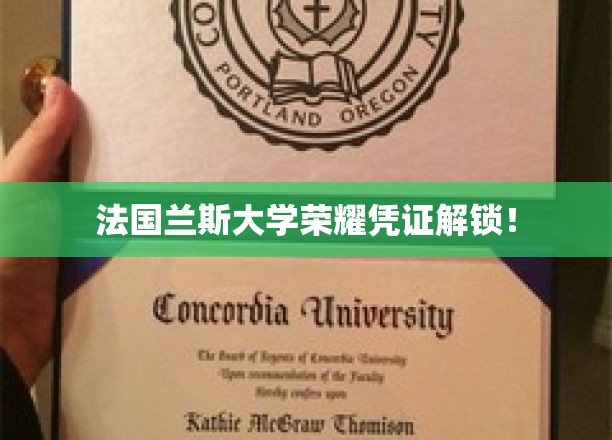 CO
TY
PORTLAND OREGON
法国兰斯大学荣耀凭证解锁！
Concordia University
The Board of Regents of Concordia University
Upon recommendation of the Faculty
Hereby confers upon
Kathie McGraw Thomison